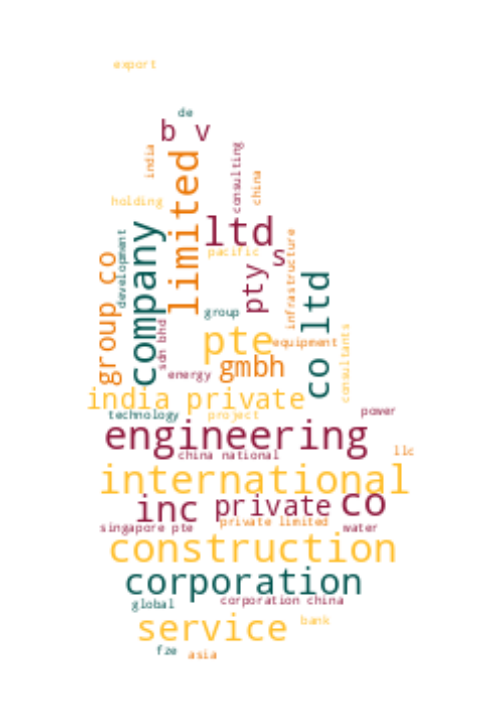 export
de
b v
india
limited
consulting
china
holding
ltd
company
development
group co
pacific
s
infrastructure
pty
co ltd
group
sdn bhd
pte
equipment
consultants
gmbh
energy
india private
technology
project
power
engineering
china national
llc
international
inc
private
co
singapore pte
private limited
water
construction
corporation
global
corporation china
service
bank
fze
asia